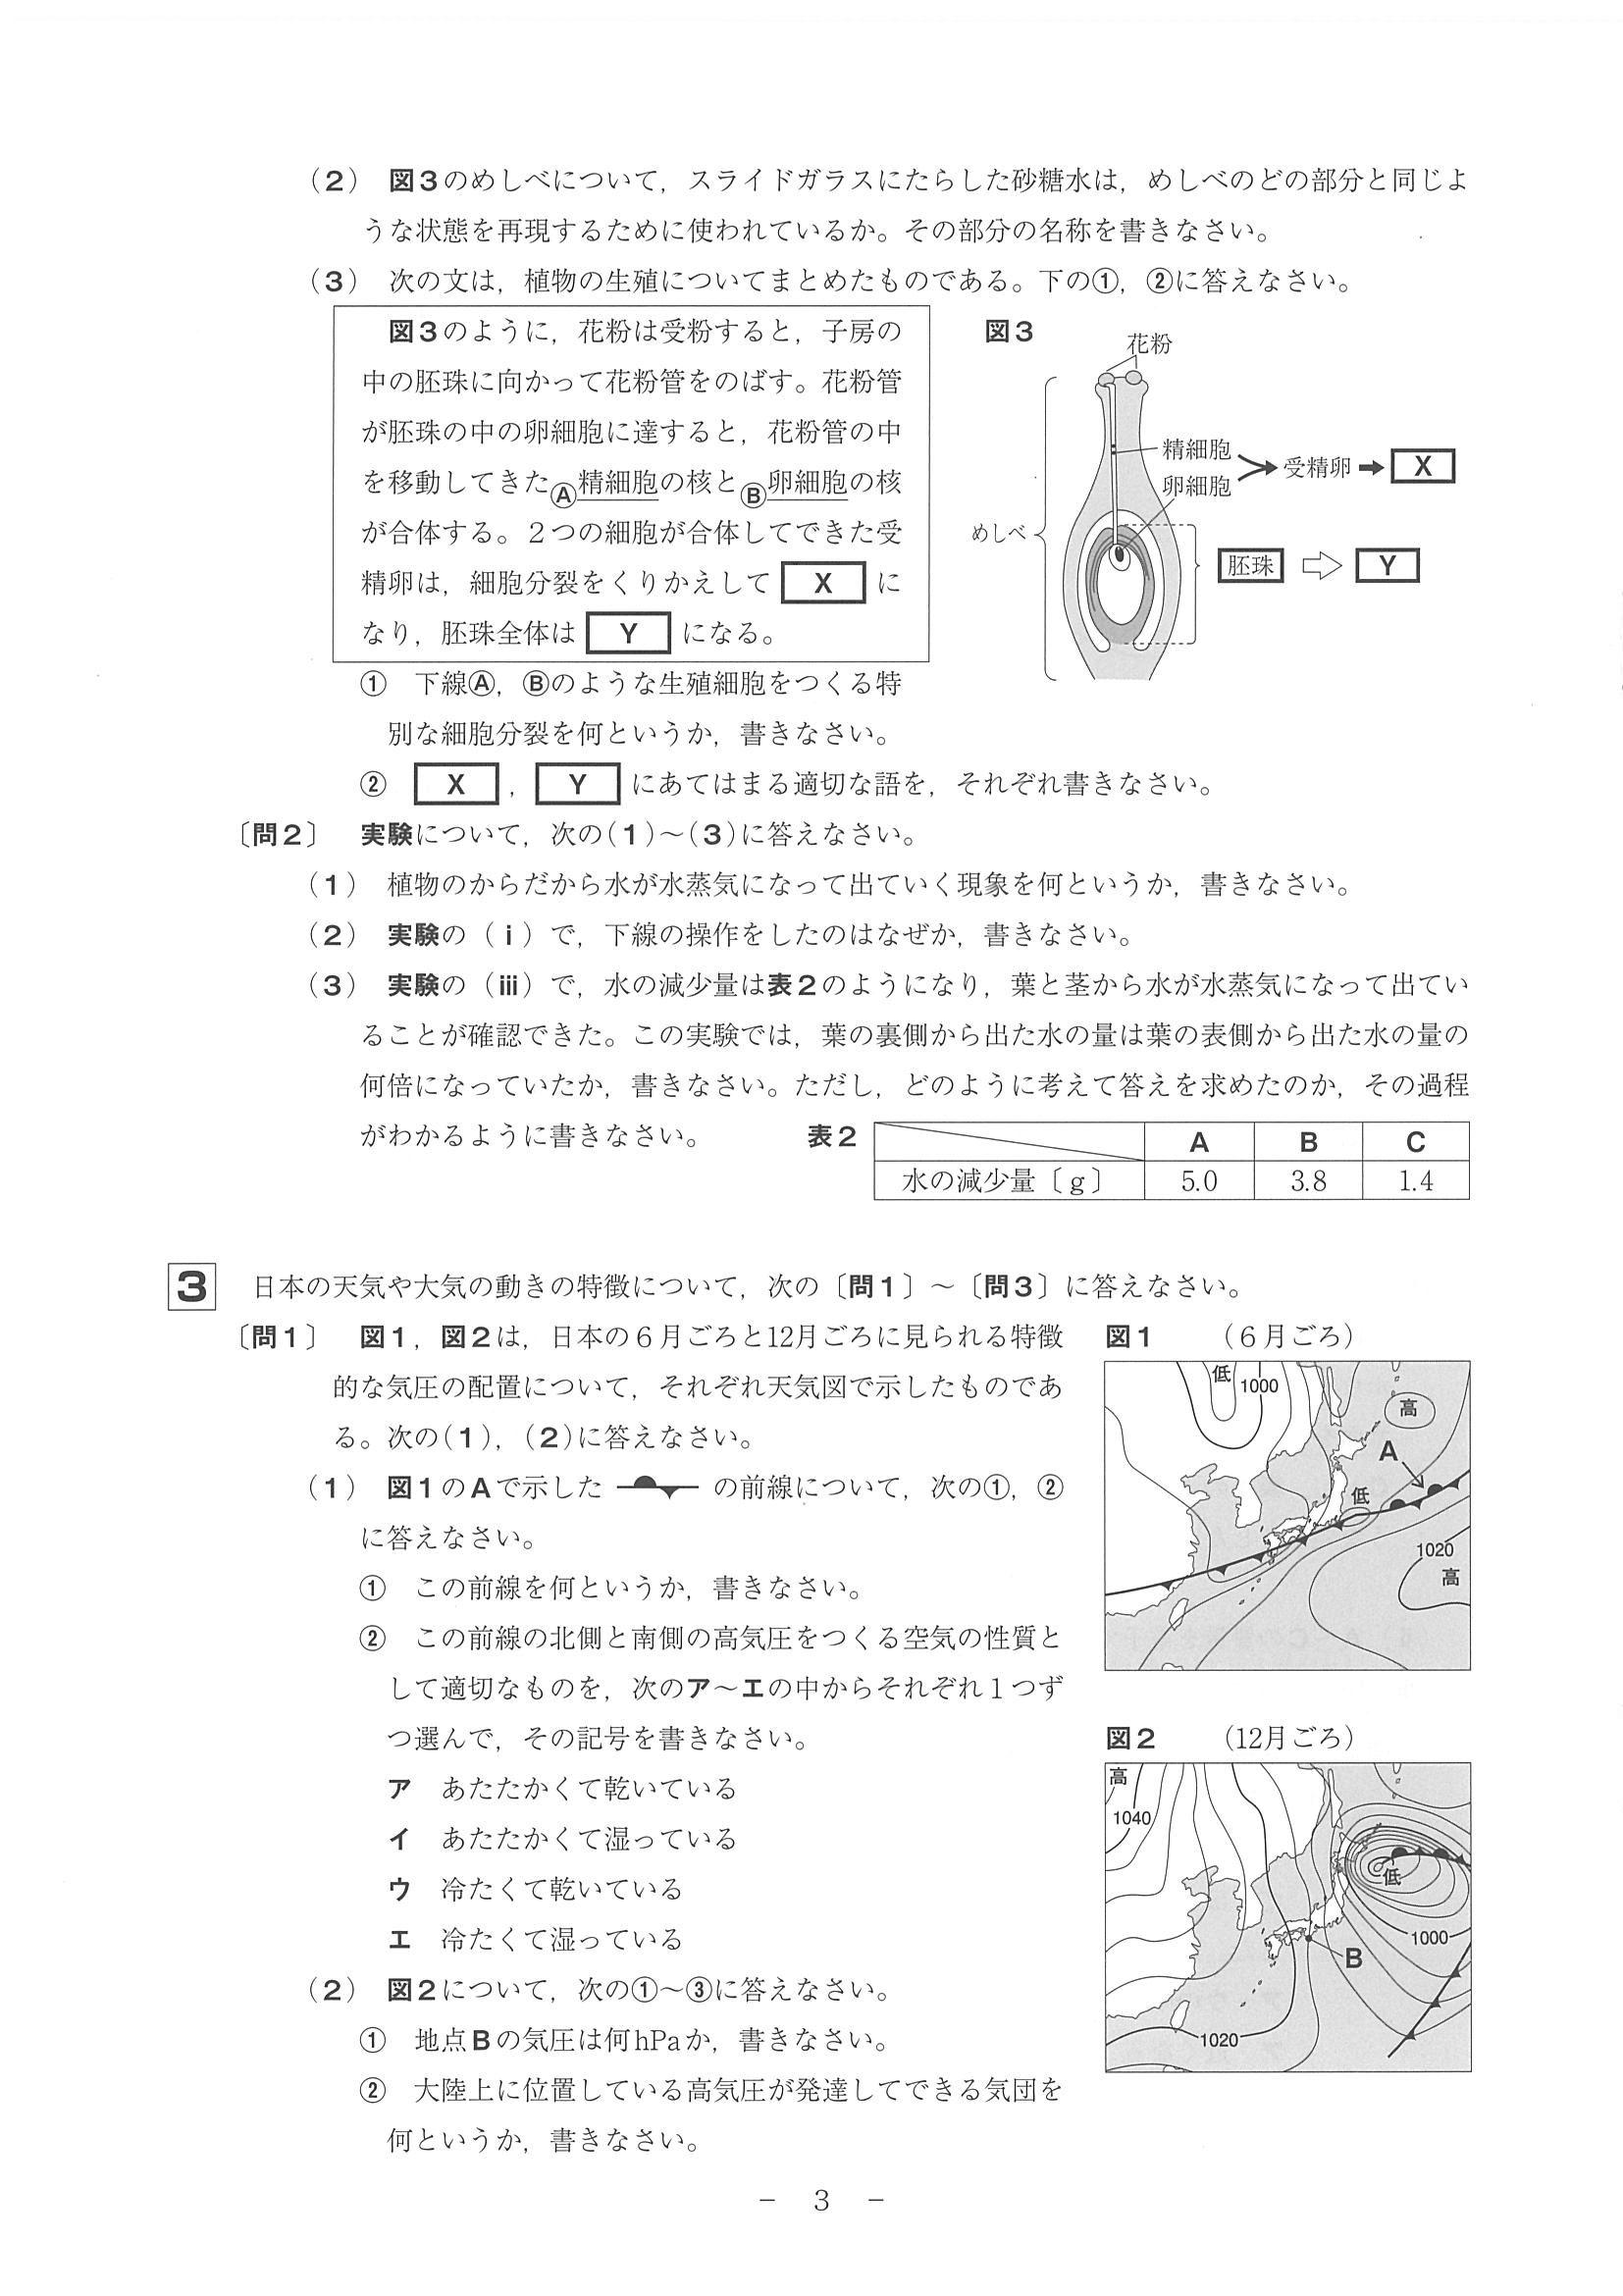 （2）　図3のめしべについて，スライドガラスにたらした砂糖水は，めしべのどの部分と同じよ
うな状態を再現するために使われているか。その部分の名称を書きなさい。
（3）　次の文は，植物の生殖についてまとめたものである。下の①，②に答えなさい。
図3のように，花粉は受粉すると，子房の
中の胚珠に向かって花粉管をのばす。花粉管
が胚珠の中の卵細胞に達すると，花粉管の中
を移動してきたⒶ精細胞の核とⒷ卵細胞の核
が合体する。2つの細胞が合体してできた受
精卵は，細胞分裂をくりかえして X に
なり，胚珠全体は Y になる。
図3
花粉
精細胞
卵細胞
受精卵
X
めしべ
胚珠
Y
①　下線Ⓐ，Ⓑのような生殖細胞をつくる特
別な細胞分裂を何というか，書きなさい。
②　X ， Y にあてはまる適切な語を，それぞれ書きなさい。
〔問2〕　実験について，次の(1)～(3)に答えなさい。
（1）　植物のからだから水が水蒸気になって出ていく現象を何というか，書きなさい。
（2）　実験の（ⅰ）で，下線の操作をしたのはなぜか，書きなさい。
（3）　実験の（ⅲ）で，水の減少量は表2のようになり，葉と茎から水が水蒸気になって出てい
ることが確認できた。この実験では，葉の裏側から出た水の量は葉の表側から出た水の量の
何倍になっていたか，書きなさい。ただし，どのように考えて答えを求めたのか，その過程
がわかるように書きなさい。
表2
A B C
水の減少量〔g〕 5.0 3.8 1.4
3　日本の天気や大気の動きの特徴について，次の〔問1〕～〔問3〕に答えなさい。
〔問1〕　図1，図2は，日本の6月ごろと12月ごろに見られる特徴
的な気圧の配置について，それぞれ天気図で示したものであ
る。次の(1)，(2)に答えなさい。
（1）　図1のAで示した の前線について，次の①，②
に答えなさい。
①　この前線を何というか，書きなさい。
②　この前線の北側と南側の高気圧をつくる空気の性質と
して適切なものを，次のア～エの中からそれぞれ1つず
つ選んで，その記号を書きなさい。
ア　あたたかくて乾いている
イ　あたたかくて湿っている
ウ　冷たくて乾いている
エ　冷たくて湿っている
（2）　図2について，次の①～③に答えなさい。
①　地点Bの気圧は何hPaか，書きなさい。
②　大陸上に位置している高気圧が発達してできる気団を
何というか，書きなさい。
図1　（6月ごろ）
低
1000
高
A
低
1020
高
図2　（12月ごろ）
高
1040
低
1000
B
1020
－ 3 －